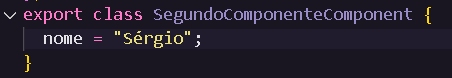 export class SegundoComponenteComponent {
nome = "Sérgio";
}